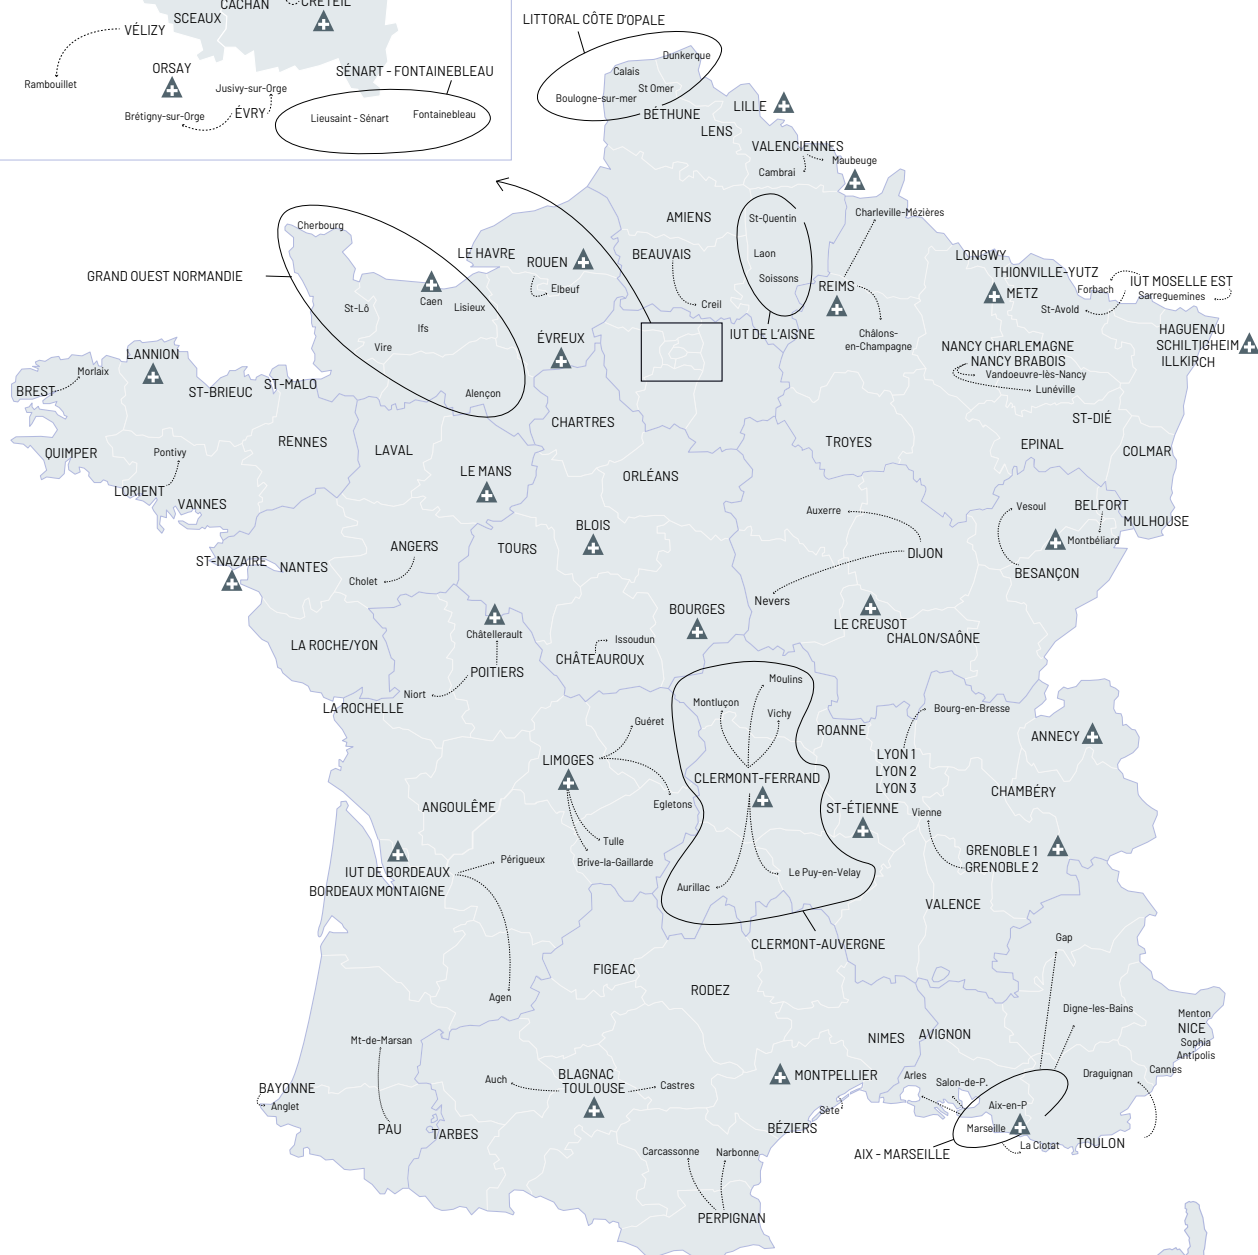 CACHAN
CRÉTEIL
SCEAUX
VÉLIZY
Rambouillet
ORSAY
Jusivy-sur-Orge
Brétigny-sur-Orge
ÉVRY
SÉNART - FONTAINEBLEAU
Lieusaint - Sénart
Fontainebleau
LITTORAL CÔTE D'OPALE
Dunkerque
Calais
St Omer
Boulogne-sur-mer
BÉTHUNE
LILLE
LENS
VALENCIENNES
Maubeuge
Cambrai
AMIENS
St-Quentin
Charleville-Mézières
Cherbourg
LE HAVRE
ROUEN
BEAUVAIS
Laon
Soissons
LONGWY
THIONVILLE-YUTZ
GRAND OUEST NORMANDIE
Elbeuf
Creil
REIMS
METZ
Forbach
IUT MOSELLE EST
Sarreguemines
St-Avold
Caen
Lisieux
St-Lô
Ifs
Vire
ÉVREUX
IUT DE L'AISNE
Châlons-
en-Champagne
HAGUENAU
SCHILTIGHEIM
ILLKIRCH
NANCY CHARLEMAGNE
NANCY BRABOIS
Vandoeuvre-lès-Nancy
Lunéville
LANNION
Morlaix
BREST
ST-BRIEUC
ST-MALO
Alençon
CHARTRES
ST-DIÉ
QUIMPER
Pontivy
RENNES
LAVAL
TROYES
EPINAL
COLMAR
LORIENT
VANNES
LE MANS
ORLÉANS
Auxerre
Vesoul
BELFORT
MULHOUSE
Montbéliard
BLOIS
TOURS
ANGERS
DIJON
BESANÇON
ST-NAZAIRE
NANTES
Cholet
Nevers
BOURGES
LE CREUSOT
CHALON/SAÔNE
LA ROCHE/YON
Châtellerault
Issoudun
CHÂTEAUROUX
POITIERS
Niort
LA ROCHELLE
Moulins
Montluçon
Vichy
Bourg-en-Bresse
Guéret
ROANNE
ANNECY
LIMOGES
LYON 1
LYON 2
LYON 3
CLERMONT-FERRAND
CHAMBÉRY
ANGOULÊME
Egletons
ST-ÉTIENNE
Vienne
Tulle
Brive-la-Gaillarde
GRENOBLE 1
GRENOBLE 2
Périgueux
IUT DE BORDEAUX
BORDEAUX MONTAIGNE
Aurillac
Le Puy-en-Velay
VALENCE
CLERMONT-AUVERGNE
Gap
FIGEAC
RODEZ
Agen
Digne-les-Bains
Menton
NICE
Sophia
Antipolis
Cannes
Mt-de-Marsan
NIMES
AVIGNON
Auch
BLAGNAC
TOULOUSE
Castres
MONTPELLIER
Arles
Salon-de-P.
Draguignan
BAYONNE
Anglet
Sète
Aix-en-P
Marseille
PAU
TARBES
BÉZIERS
La Ciotat
TOULON
AIX - MARSEILLE
Carcassonne
Narbonne
PERPIGNAN